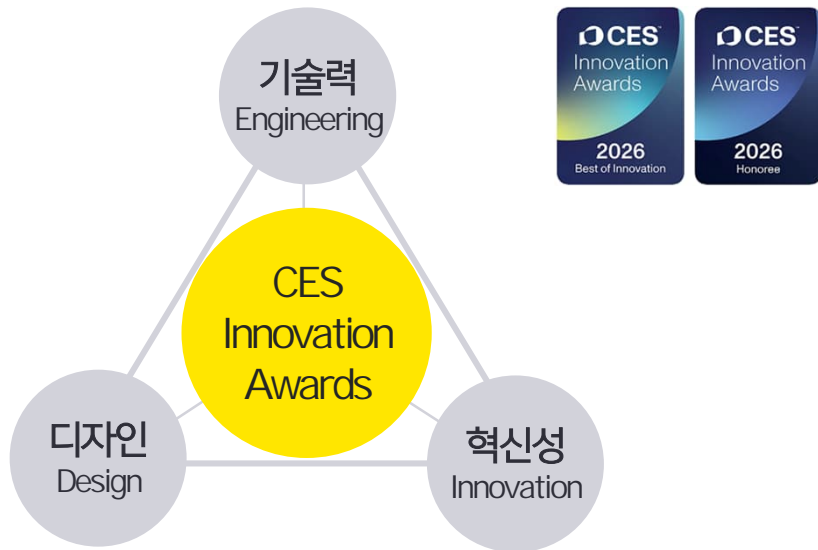 기술력
Engineering
CES
Innovation
Awards
디자인
Design
혁신성
Innovation
CES
Innovation
Awards
2026
Best of Innovation
CES
Innovation
Awards
2026
Honoree